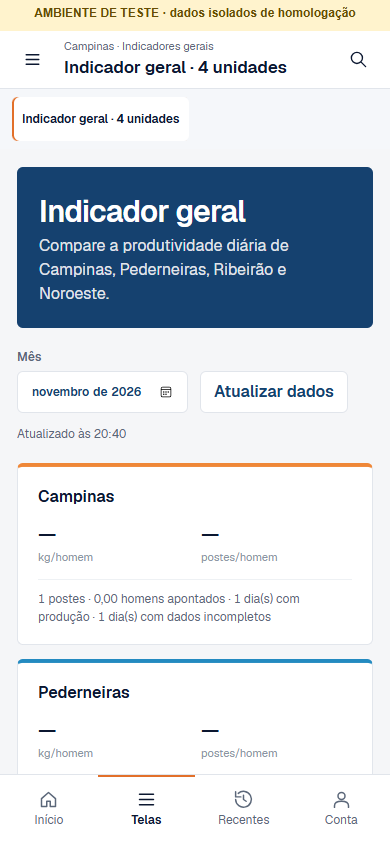 AMBIENTE DE TESTE · dados isolados de homologação
Campinas · Indicadores gerais
Indicador geral · 4 unidades
Indicador geral · 4 unidades
Indicador geral
Compare a produtividade diária de
Campinas, Pederneiras, Ribeirão e
Noroeste.
Mês
novembro de 2026
Atualizar dados
Atualizado às 20:40
Campinas
— —
kg/homem postes/homem
1 postes · 0,00 homens apontados · 1 dia(s) com
produção · 1 dia(s) com dados incompletos
Pederneiras
— —
kg/homem postes/homem
Início Telas Recentes Conta